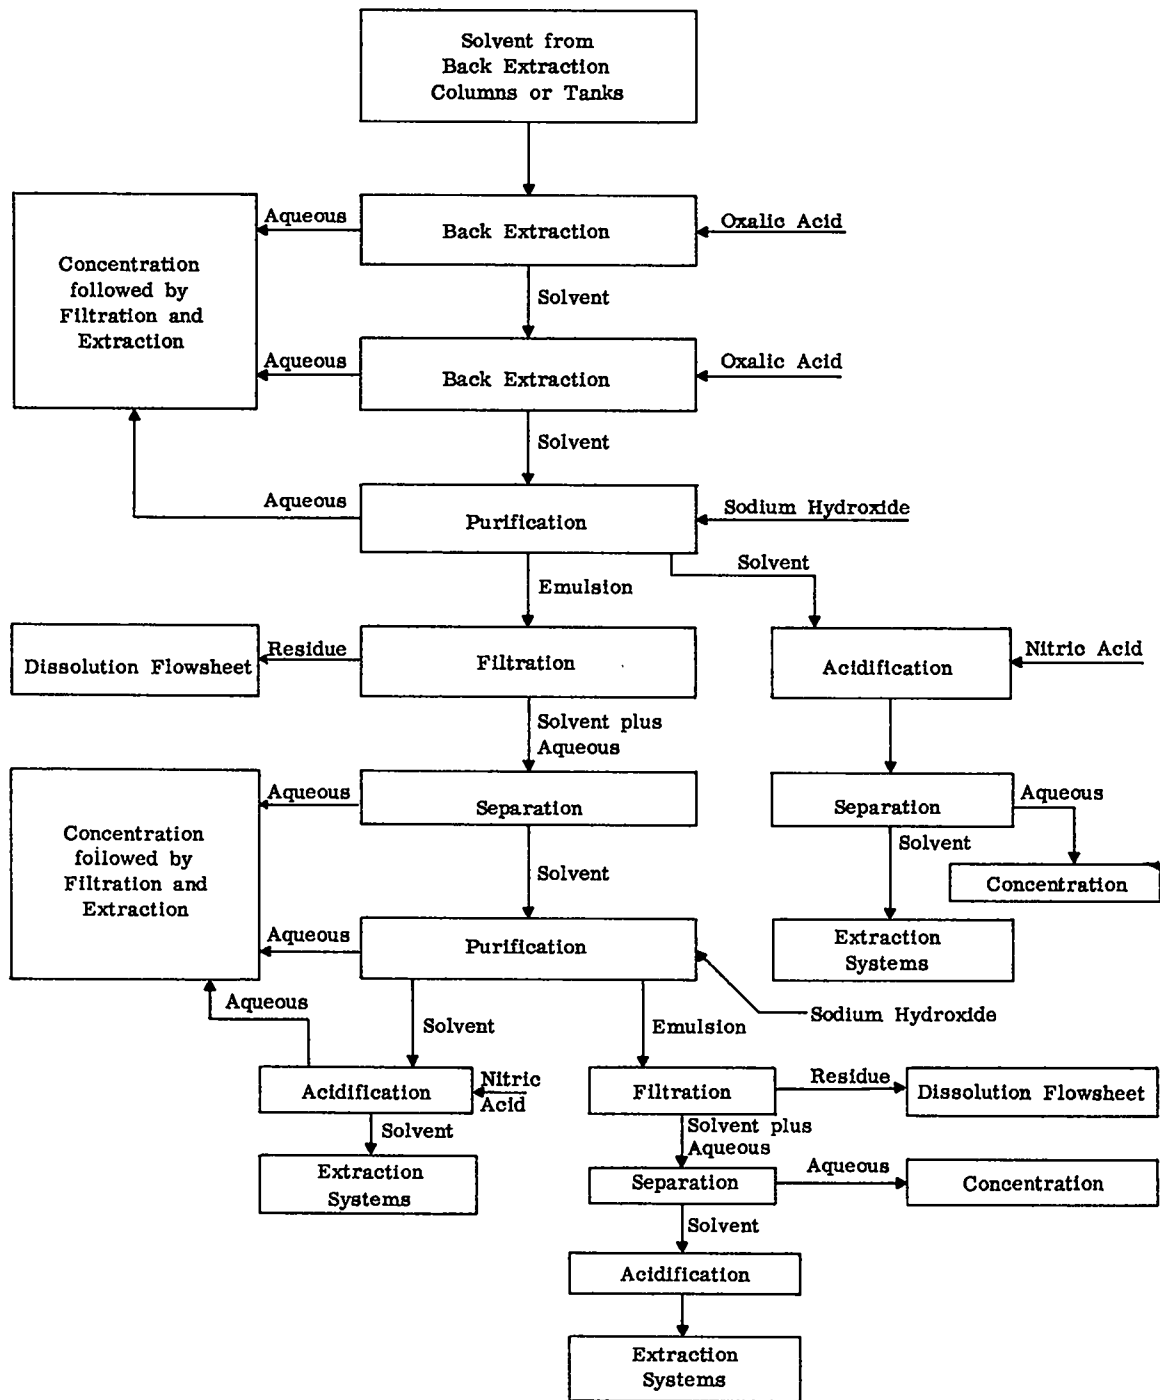 Solvent from
Back Extraction
Columns or Tanks
Aqueous
Back Extraction
Oxalic Acid
Concentration
followed by
Filtration and
Extraction
Solvent
Aqueous
Back Extraction
Oxalic Acid
Solvent
Aqueous
Purification
Sodium Hydroxide
Solvent
Emulsion
Dissolution Flowsheet
Residue
Filtration
Acidification
Nitric Acid
Solvent plus
Aqueous
Aqueous
Separation
Separation
Aqueous
Concentration
followed by
Filtration and
Extraction
Solvent
Solvent
Concentration
Aqueous
Purification
Extraction
Systems
Aqueous
Solvent
Emulsion
Sodium Hydroxide
Acidification
Nitric
Acid
Filtration
Residue
Dissolution Flowsheet
Solvent
Solvent plus
Aqueous
Extraction
Systems
Separation
Aqueous
Concentration
Solvent
Acidification
Extraction
Systems